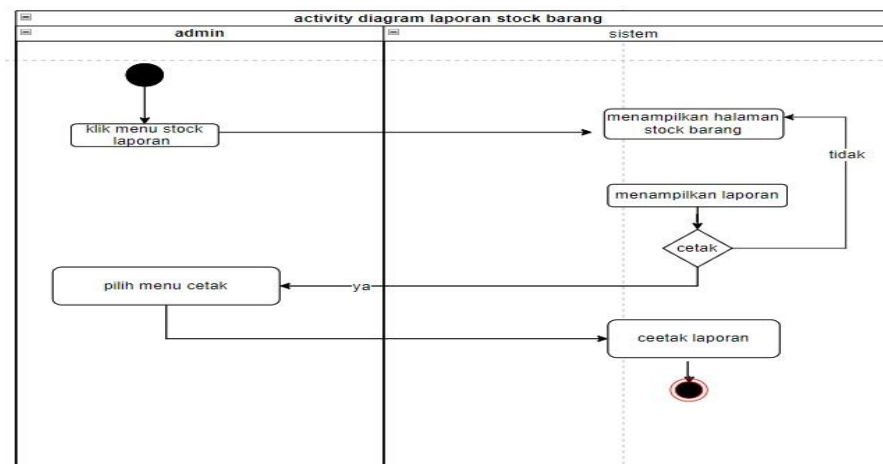 activity diagram laporan stock barang
admin
sistem
klik menu stock
laporan
menampilkan halaman
stock barang
tidak
menampilkan laporan
cetak
ya
pilih menu cetak
ceetak laporan